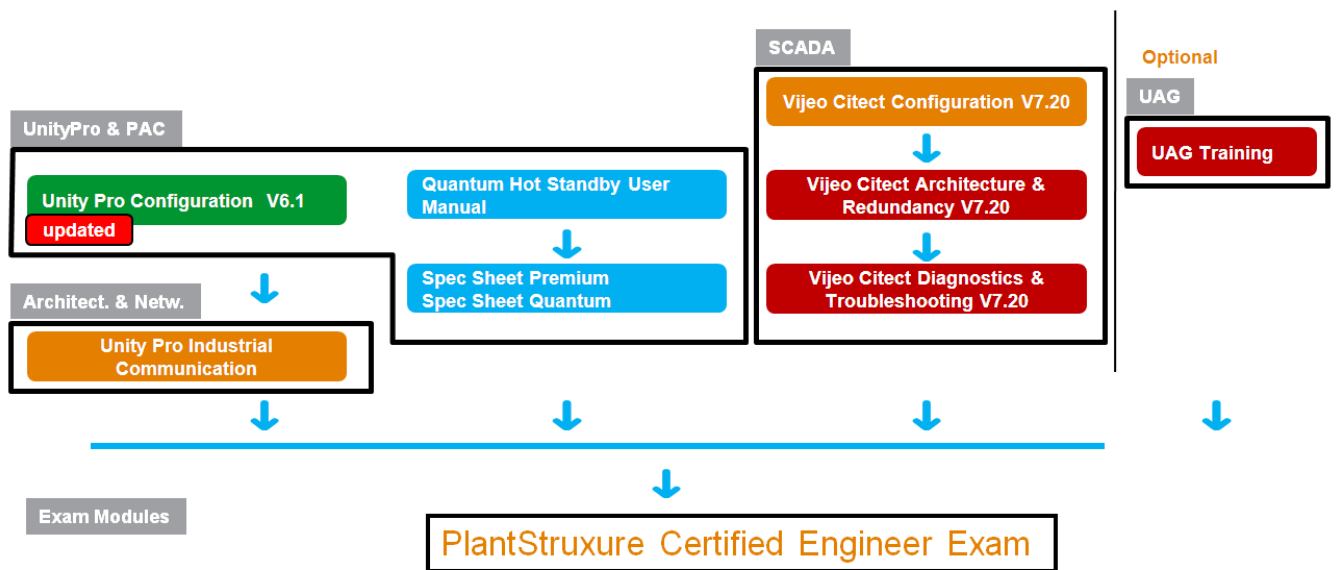 SCADA
Vijeo Citect Configuration V7.20
Vijeo Citect Architecture &
Redundancy V7.20
Vijeo Citect Diagnostics &
Troubleshooting V7.20
Optional
UAG
UAG Training
UnityPro & PAC
Unity Pro Configuration V6.1
updated
Quantum Hot Standby User
Manual
Spec Sheet Premium
Spec Sheet Quantum
Architect. & Netw.
Unity Pro Industrial
Communication
Exam Modules
PlantStruxure Certified Engineer Exam